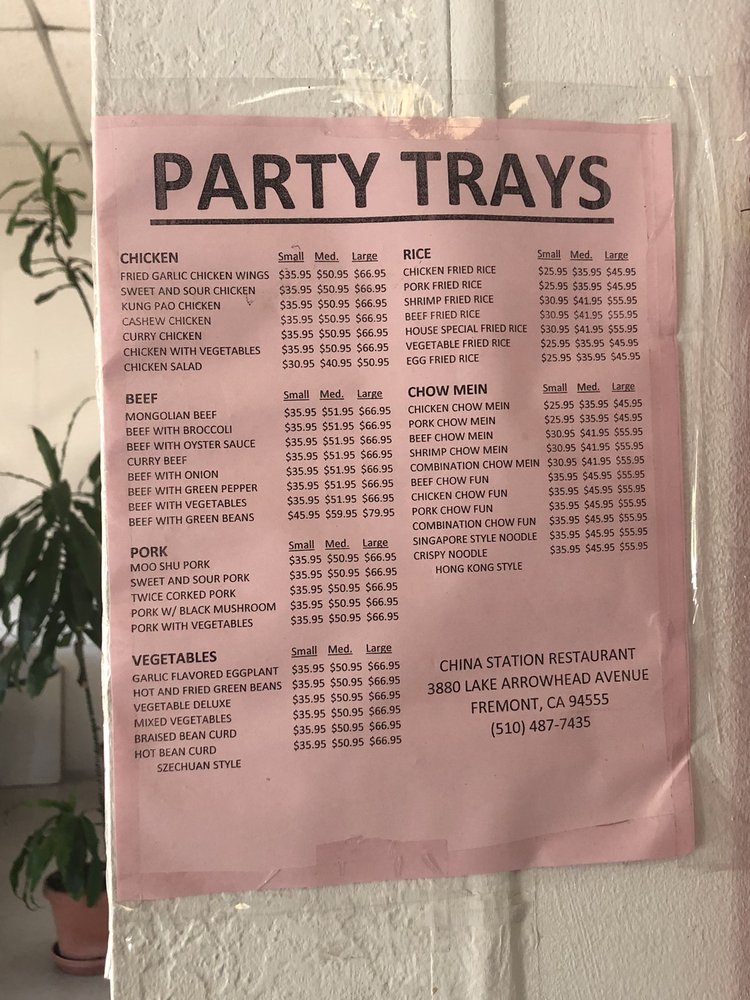 PARTY TRAYS
CHICKEN Small Med. Large
FRIED GARLIC CHICKEN WINGS $35.95 $50.95 $66.95
SWEET AND SOUR CHICKEN $35.95 $50.95 $66.95
KUNG PAO CHICKEN $35.95 $50.95 $66.95
CASHEW CHICKEN $35.95 $50.95 $66.95
CURRY CHICKEN $35.95 $50.95 $66.95
CHICKEN WITH VEGETABLES $35.95 $50.95 $66.95
CHICKEN SALAD $30.95 $40.95 $50.95
BEEF Small Med. Large
MONGOLIAN BEEF $35.95 $51.95 $66.95
BEEF WITH BROCCOLI $35.95 $51.95 $66.95
BEEF WITH OYSTER SAUCE $35.95 $51.95 $66.95
CURRY BEEF $35.95 $51.95 $66.95
BEEF WITH ONION $35.95 $51.95 $66.95
BEEF WITH GREEN PEPPER $35.95 $51.95 $66.95
BEEF WITH VEGETABLES $35.95 $51.95 $66.95
BEEF WITH GREEN BEANS $45.95 $59.95 $79.95
PORK Small Med. Large
MOO SHU PORK $35.95 $50.95 $66.95
SWEET AND SOUR PORK $35.95 $50.95 $66.95
TWICE CORKED PORK $35.95 $50.95 $66.95
PORK W/ BLACK MUSHROOM $35.95 $50.95 $66.95
PORK WITH VEGETABLES $35.95 $50.95 $66.95
VEGETABLES Small Med. Large
GARLIC FLAVORED EGGPLANT $35.95 $50.95 $66.95
HOT AND FRIED GREEN BEANS $35.95 $50.95 $66.95
VEGETABLE DELUXE $35.95 $50.95 $66.95
MIXED VEGETABLES $35.95 $50.95 $66.95
BRAISED BEAN CURD $35.95 $50.95 $66.95
HOT BEAN CURD $35.95 $50.95 $66.95
SZECHUAN STYLE
RICE Small Med. Large
CHICKEN FRIED RICE $25.95 $35.95 $45.95
PORK FRIED RICE $25.95 $35.95 $45.95
SHRIMP FRIED RICE $30.95 $41.95 $55.95
BEEF FRIED RICE $30.95 $41.95 $55.95
HOUSE SPECIAL FRIED RICE $30.95 $41.95 $55.95
VEGETABLE FRIED RICE $25.95 $35.95 $45.95
EGG FRIED RICE $25.95 $35.95 $45.95
CHOW MEIN Small Med. Large
CHICKEN CHOW MEIN $25.95 $35.95 $45.95
PORK CHOW MEIN $25.95 $35.95 $45.95
BEEF CHOW MEIN $30.95 $41.95 $55.95
SHRIMP CHOW MEIN $30.95 $41.95 $55.95
COMBINATION CHOW MEIN $30.95 $41.95 $55.95
BEEF CHOW FUN $35.95 $45.95 $55.95
CHICKEN CHOW FUN $35.95 $45.95 $55.95
PORK CHOW FUN $35.95 $45.95 $55.95
COMBINATION CHOW FUN $35.95 $45.95 $55.95
SINGAPORE STYLE NOODLE $35.95 $45.95 $55.95
CRISPY NOODLE $35.95 $45.95 $55.95
HONG KONG STYLE
CHINA STATION RESTAURANT
3880 LAKE ARROWHEAD AVENUE
FREMONT, CA 94555
(510) 487-7435